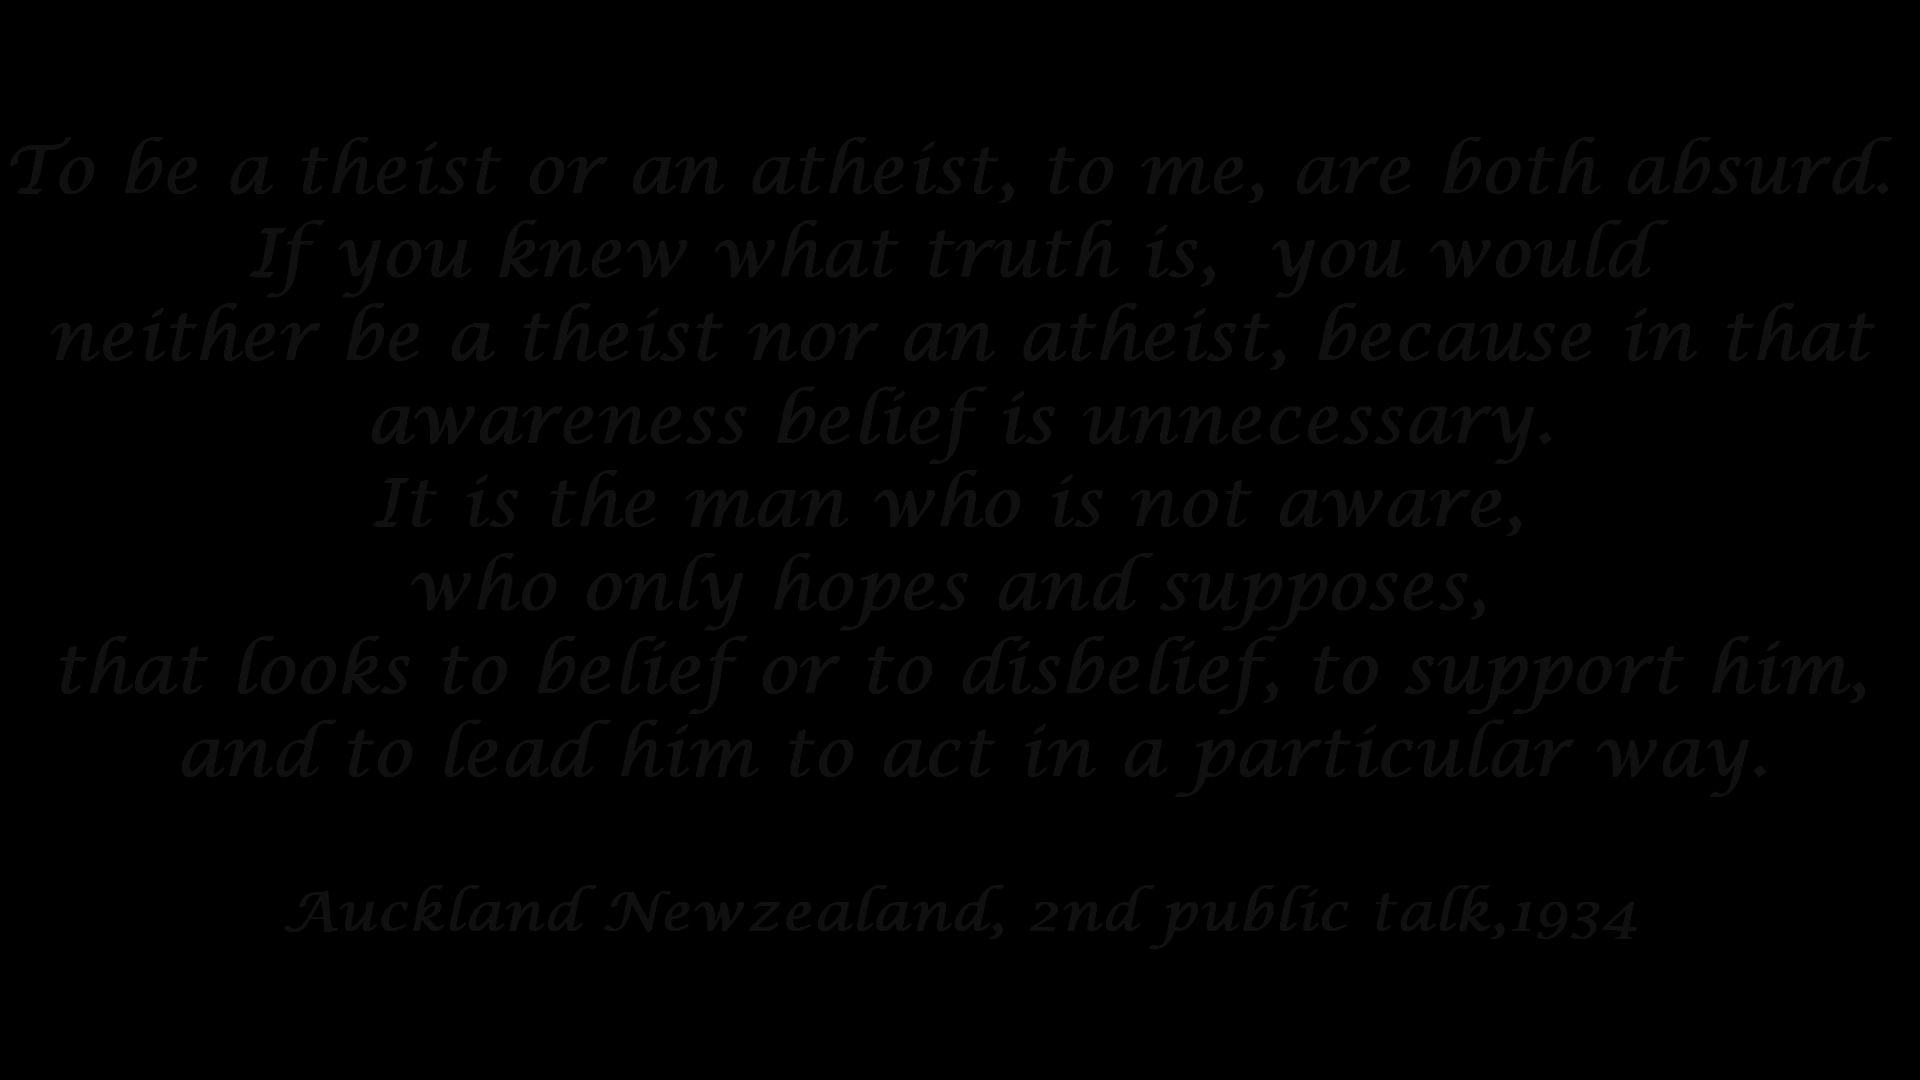 To be a theist or an atheist, to me, are both absurd.
If you knew what truth is, you would
neither be a theist nor an atheist, because in that
awareness belief is unnecessary.
It is the man who is not aware,
who only hopes and supposes,
that looks to belief or to disbelief, to support him,
and to lead him to act in a particular way.
Auckland Newzealand, 2nd public talk,1934